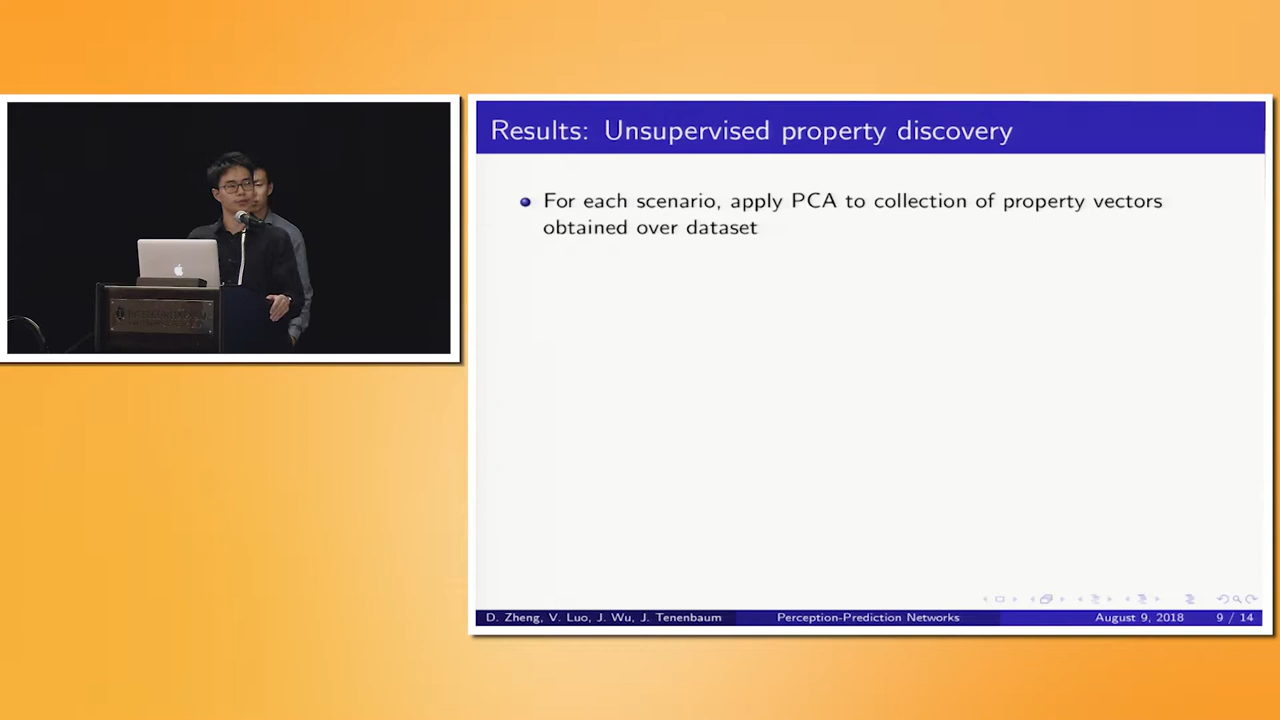 Results: Unsupervised property discovery
For each scenario, apply PCA to collection of property vectors
obtained over dataset
D. Zheng, V. Luo, J. Wu, J. Tenenbaum
Perception-Prediction Networks
August 9, 2018
9 / 14